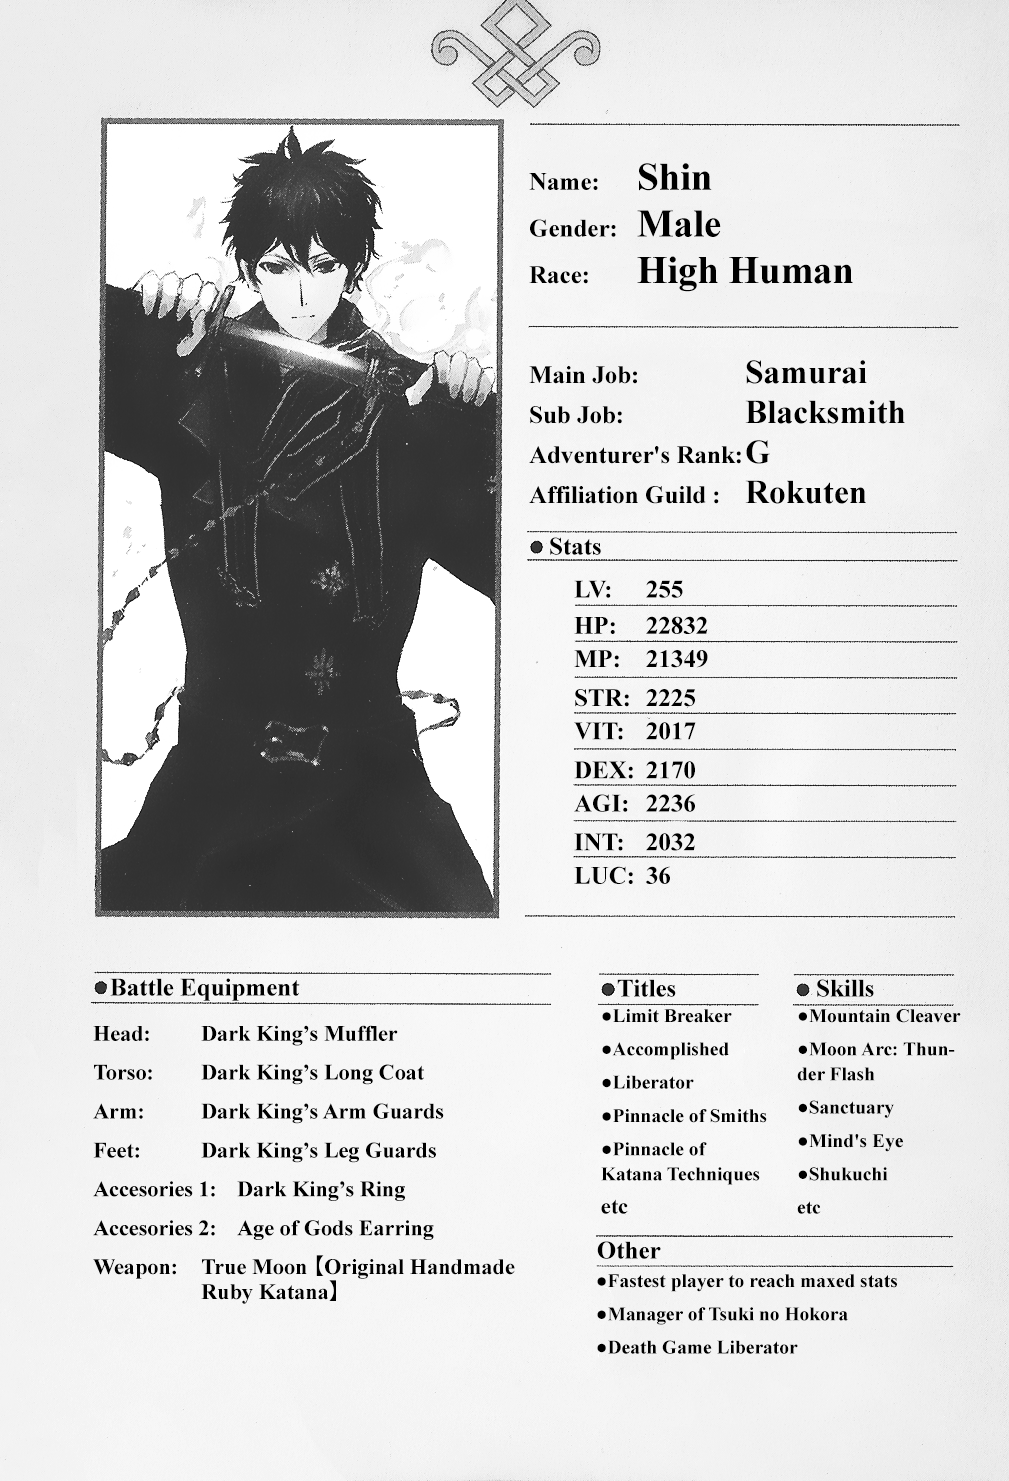 Name: Shin
Gender: Male
Race: High Human
Main Job: Samurai
Sub Job: Blacksmith
Adventurer's Rank: G
Affiliation Guild : Rokuten
● Stats
LV: 255
HP: 22832
MP: 21349
STR: 2225
VIT: 2017
DEX: 2170
AGI: 2236
INT: 2032
LUC: 36
●Battle Equipment
Head: Dark King’s Muffler
Torso: Dark King’s Long Coat
Arm: Dark King’s Arm Guards
Feet: Dark King’s Leg Guards
Accesories 1: Dark King’s Ring
Accesories 2: Age of Gods Earring
Weapon: True Moon【Original Handmade
Ruby Katana】
●Titles
●Limit Breaker
●Accomplished
●Liberator
●Pinnacle of Smiths
●Pinnacle of
Katana Techniques
etc
● Skills
●Mountain Cleaver
●Moon Arc: Thun-
der Flash
●Sanctuary
●Mind's Eye
●Shukuchi
etc
Other
●Fastest player to reach maxed stats
●Manager of Tsuki no Hokora
●Death Game Liberator